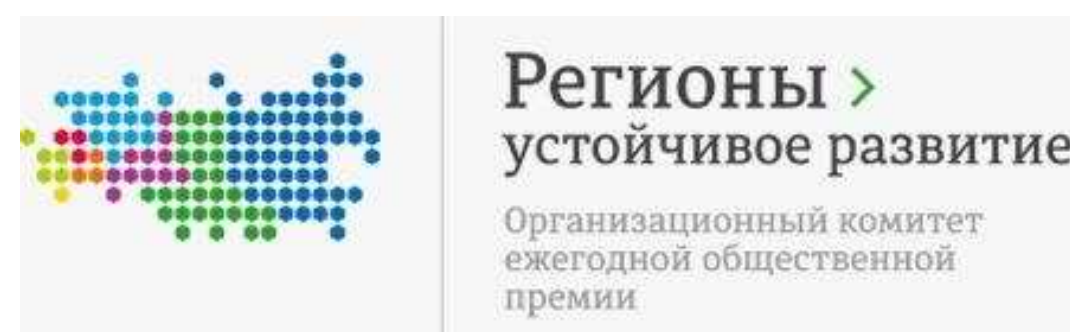 Регионы >
устойчивое развитие
Организационный комитет
ежегодной общественной
премии